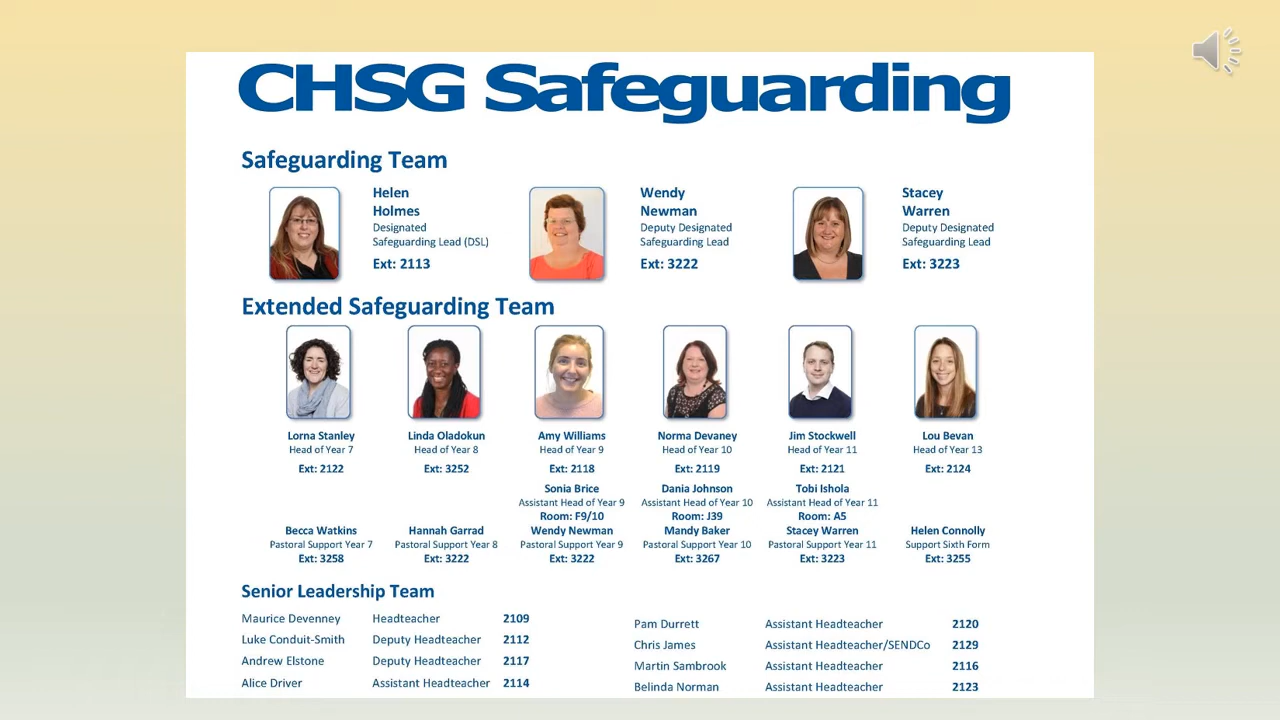 CHSG Safeguarding
Safeguarding Team
Helen
Holmes
Designated
Safeguarding Lead (DSL)
Ext: 2113
Wendy
Newman
Deputy Designated
Safeguarding Lead
Ext: 3222
Stacey
Warren
Deputy Designated
Safeguarding Lead
Ext: 3223
Extended Safeguarding Team
Lorna Stanley
Head of Year 7
Ext: 2122
Linda Oladokun
Head of Year 8
Ext: 3252
Amy Williams
Head of Year 9
Ext: 2118
Norma Devaney
Head of Year 10
Ext: 2119
Jim Stockwell
Head of Year 11
Ext: 2121
Lou Bevan
Head of Year 13
Ext: 2124
Sonia Brice
Assistant Head of Year 9
Room: F9/10
Dania Johnson
Assistant Head of Year 10
Room: J39
Tobi Ishola
Assistant Head of Year 11
Room: A5
Becca Watkins
Pastoral Support Year 7
Ext: 3258
Hannah Garrad
Pastoral Support Year 8
Ext: 3222
Wendy Newman
Pastoral Support Year 9
Ext: 3222
Mandy Baker
Pastoral Support Year 10
Ext: 3267
Stacey Warren
Pastoral Support Year 11
Ext: 3223
Helen Connolly
Support Sixth Form
Ext: 3255
Senior Leadership Team
Maurice Devenney Headteacher 2109
Luke Conduit-Smith Deputy Headteacher 2112
Andrew Elstone Deputy Headteacher 2117
Alice Driver Assistant Headteacher 2114
Pam Durrett Assistant Headteacher 2120
Chris James Assistant Headteacher/SENDCo 2129
Martin Sambrook Assistant Headteacher 2116
Belinda Norman Assistant Headteacher 2123